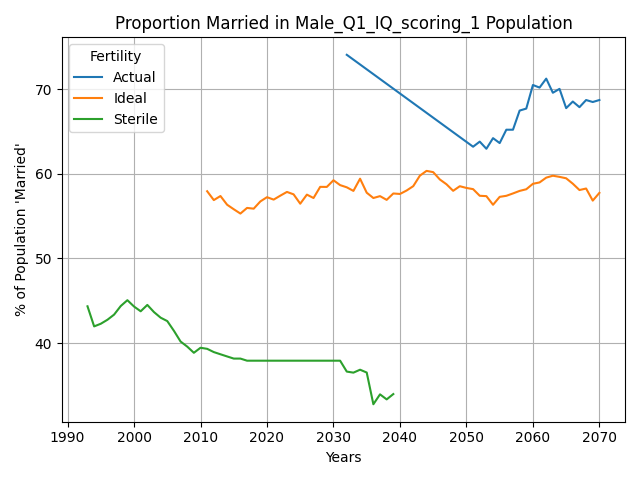 Proportion Married in Male_Q1_IQ_scoring_1 Population
Fertility
Actual
Ideal
Sterile
% of Population 'Married'
70
60
50
40
1990 2000 2010 2020 2030 2040 2050 2060 2070
Years